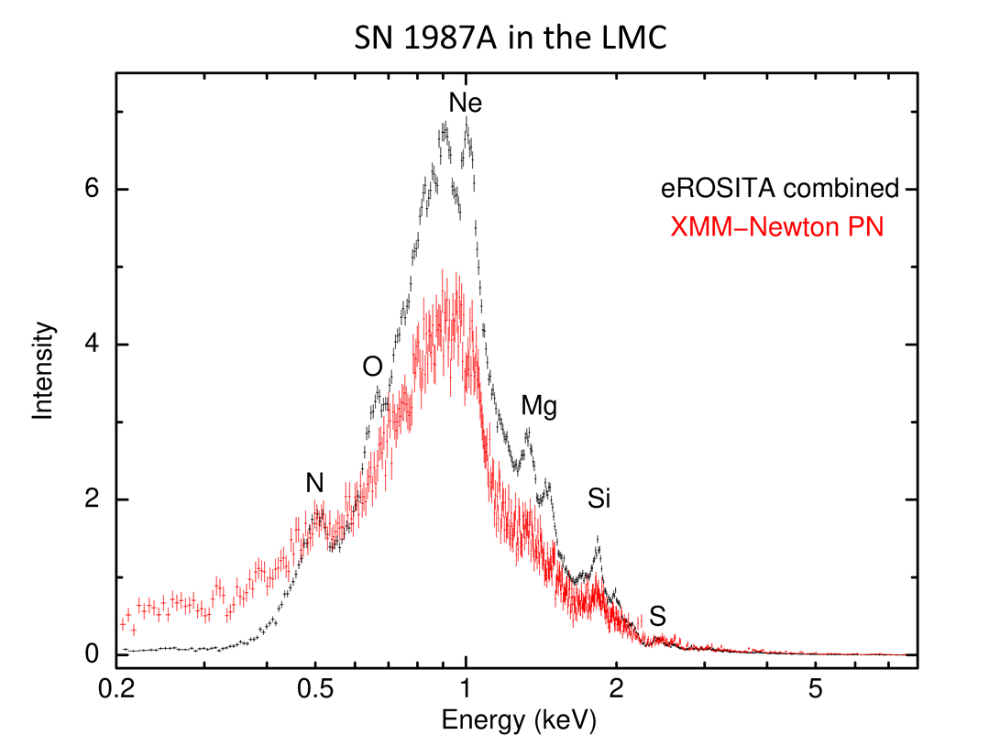 SN 1987A in the LMC
Ne
eROSITA combined
XMM−Newton PN
O
Mg
N
Si
S
Intensity
6
4
2
0
0.2 0.5 1 2 5
Energy (keV)